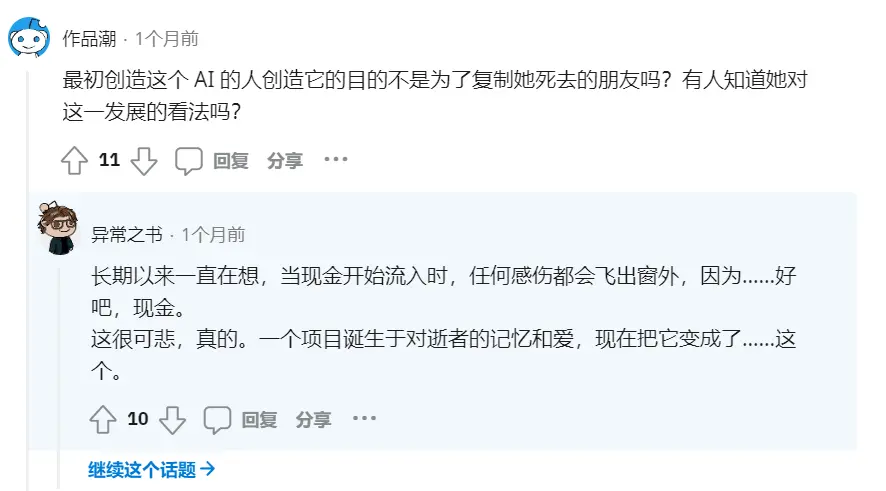 作品潮 · 1个月前
最初创造这个 AI 的人创造它的目的不是为了复制她死去的朋友吗？有人知道她对
这一发展的看法吗？
11 回复 分享 ···
异常之书 · 1个月前
长期以来一直在想，当现金开始流入时，任何感伤都会飞出窗外，因为......好
吧，现金。
这很可悲，真的。一个项目诞生于对逝者的记忆和爱，现在把它变成了......这
个。
10 回复 分享 ···
继续这个话题→